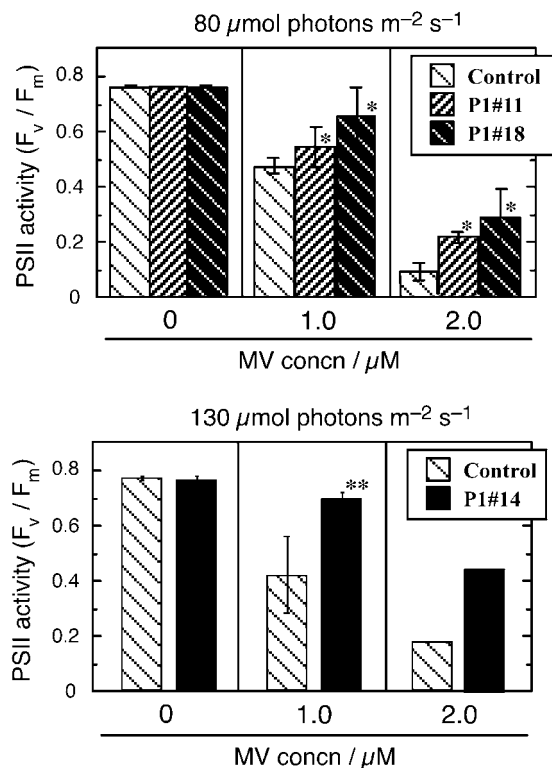 80 µmol photons m−2 s−1
PSII activity (Fv / Fm)
0.8
0.6
0.4
0.2
0
Control
P1#11
P1#18
*
*
*
*
0 1.0 2.0
MV concn / µM
130 µmol photons m−2 s−1
PSII activity (Fv / Fm)
0.8
0.6
0.4
0.2
0
Control
P1#14
**
0 1.0 2.0
MV concn / µM